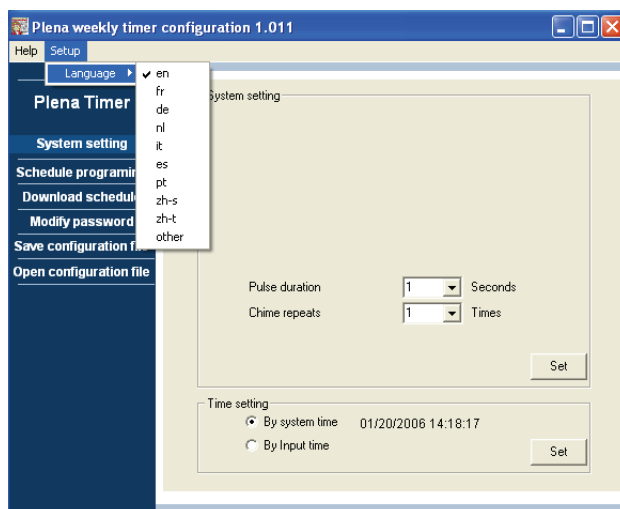 Plena weekly timer configuration 1.011
Help Setup
Language
en
fr
de
nl
it
es
pt
zh-s
zh-t
other
Plena Timer
System setting
Schedule programin
Download schedul
Modify password
Save configuration f
Open configuration file
System setting
Pulse duration 1 Seconds
Chime repeats 1 Times
Set
Time setting
By system time 01/20/2006 14:18:17
By Input time
Set